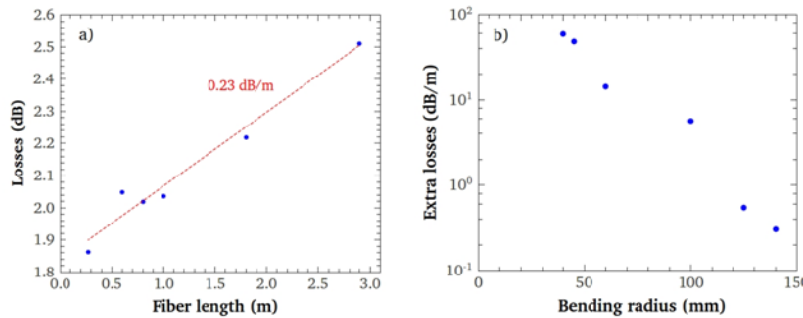 a)
0.23 dB/m
Losses (dB)
2.6
2.5
2.4
2.3
2.2
2.1
2.0
1.9
1.8
0.0 0.5 1.0 1.5 2.0 2.5 3.0
Fiber length (m)
b)
Extra losses (dB/m)
10²
10¹
10⁰
10⁻¹
0 50 100 150
Bending radius (mm)